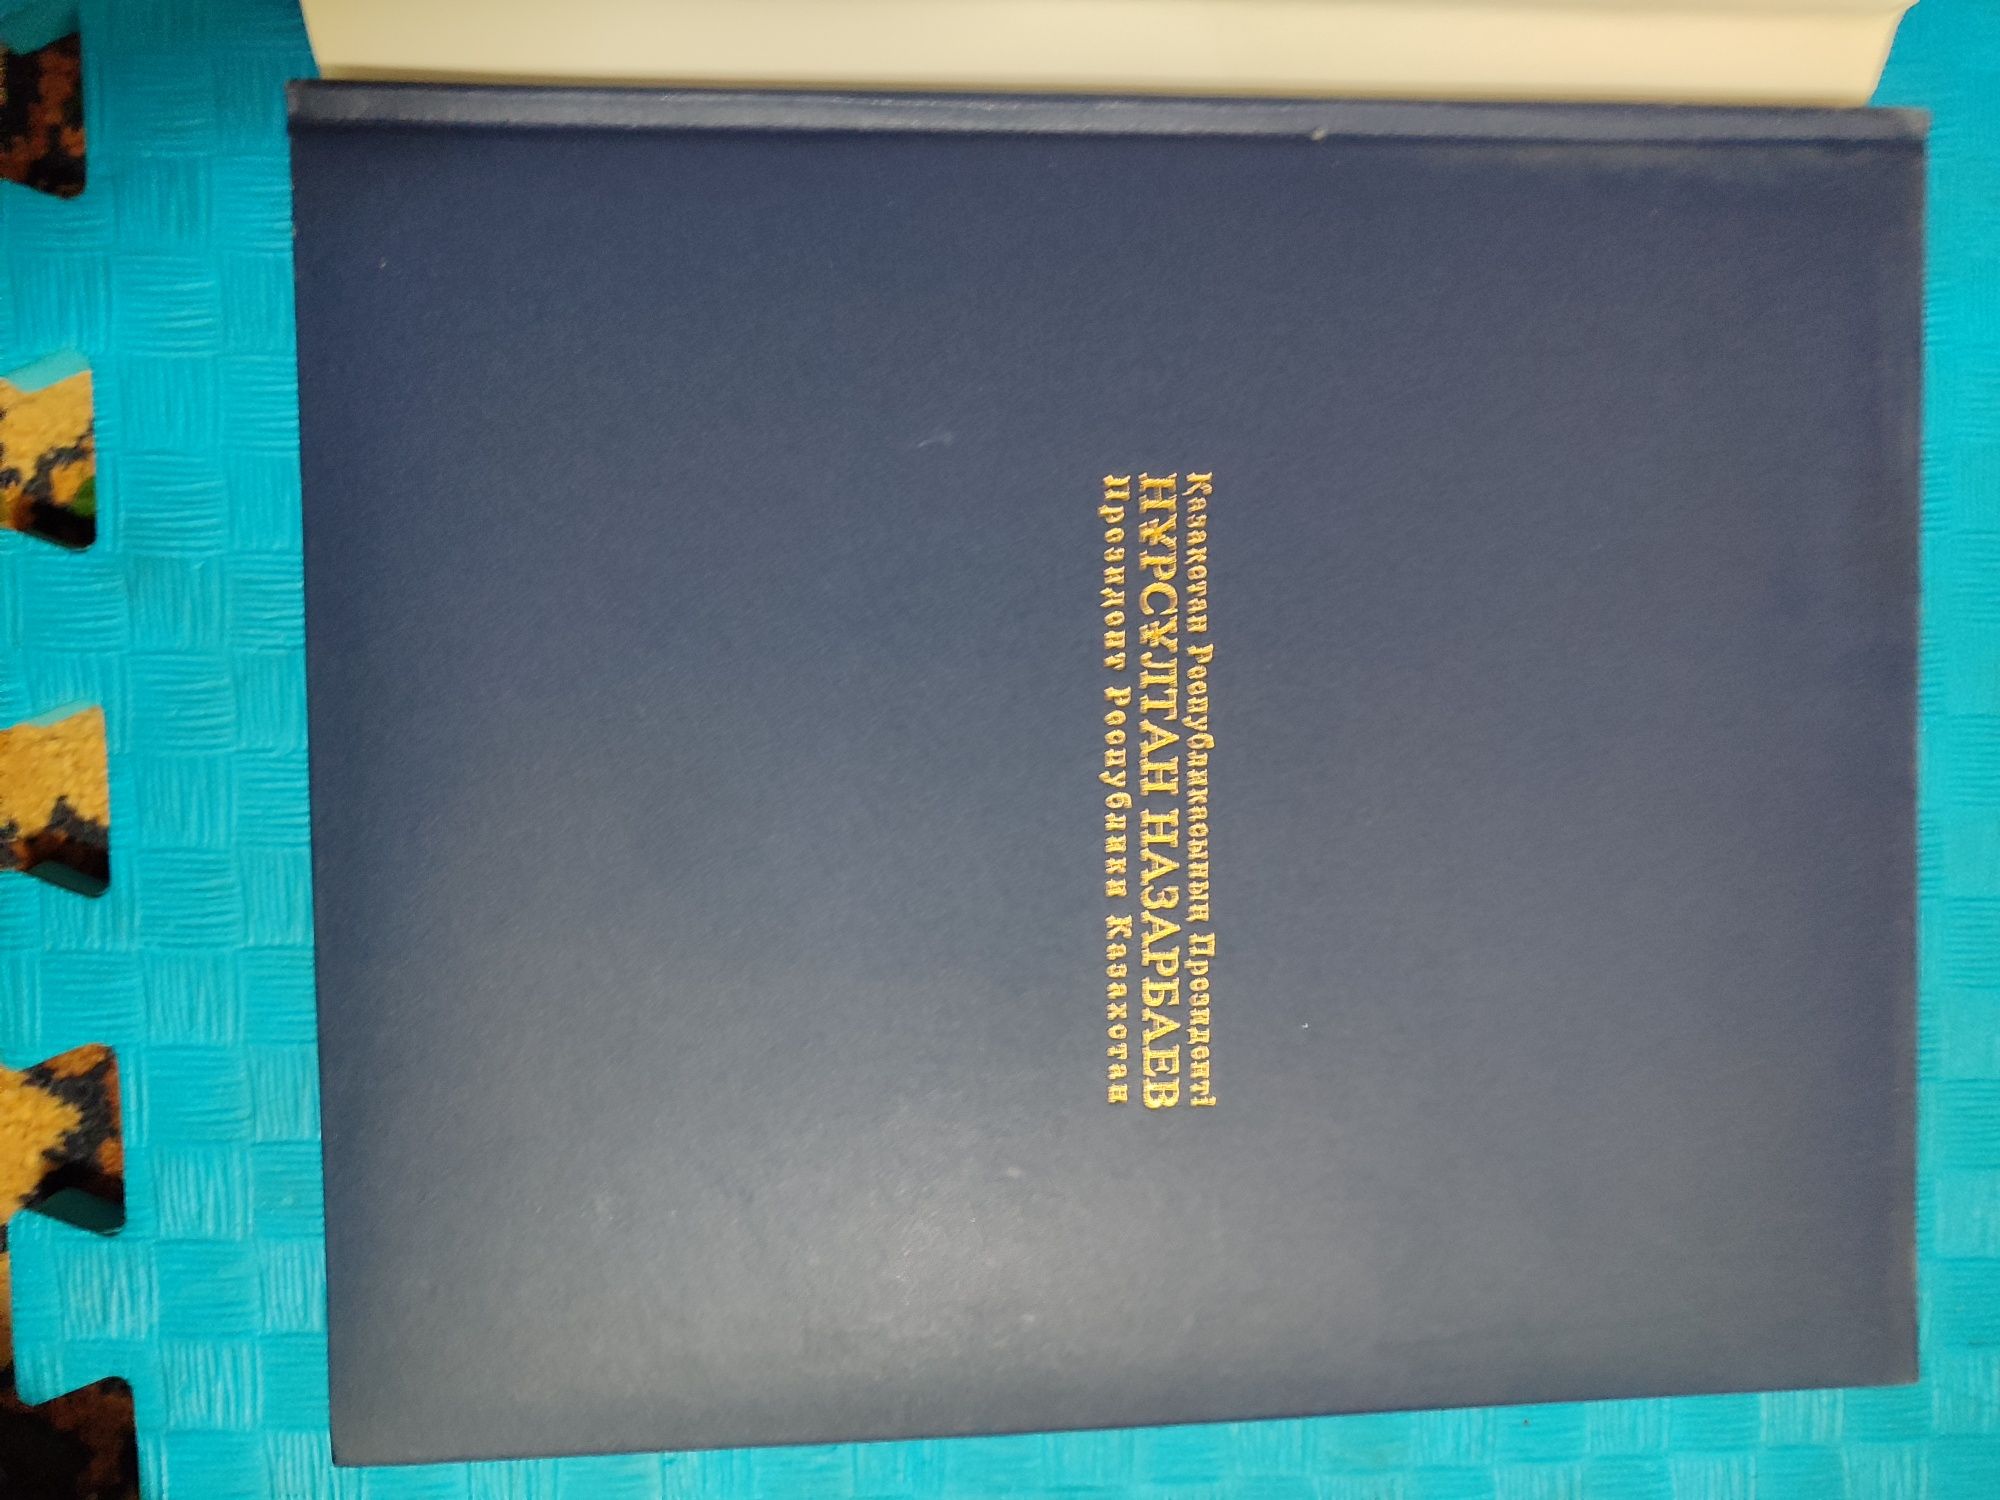 Қазақстан Республикасының Президенті
НҰРСҰЛТАН НАЗАРБАЕВ
Президент Республики Казахстан